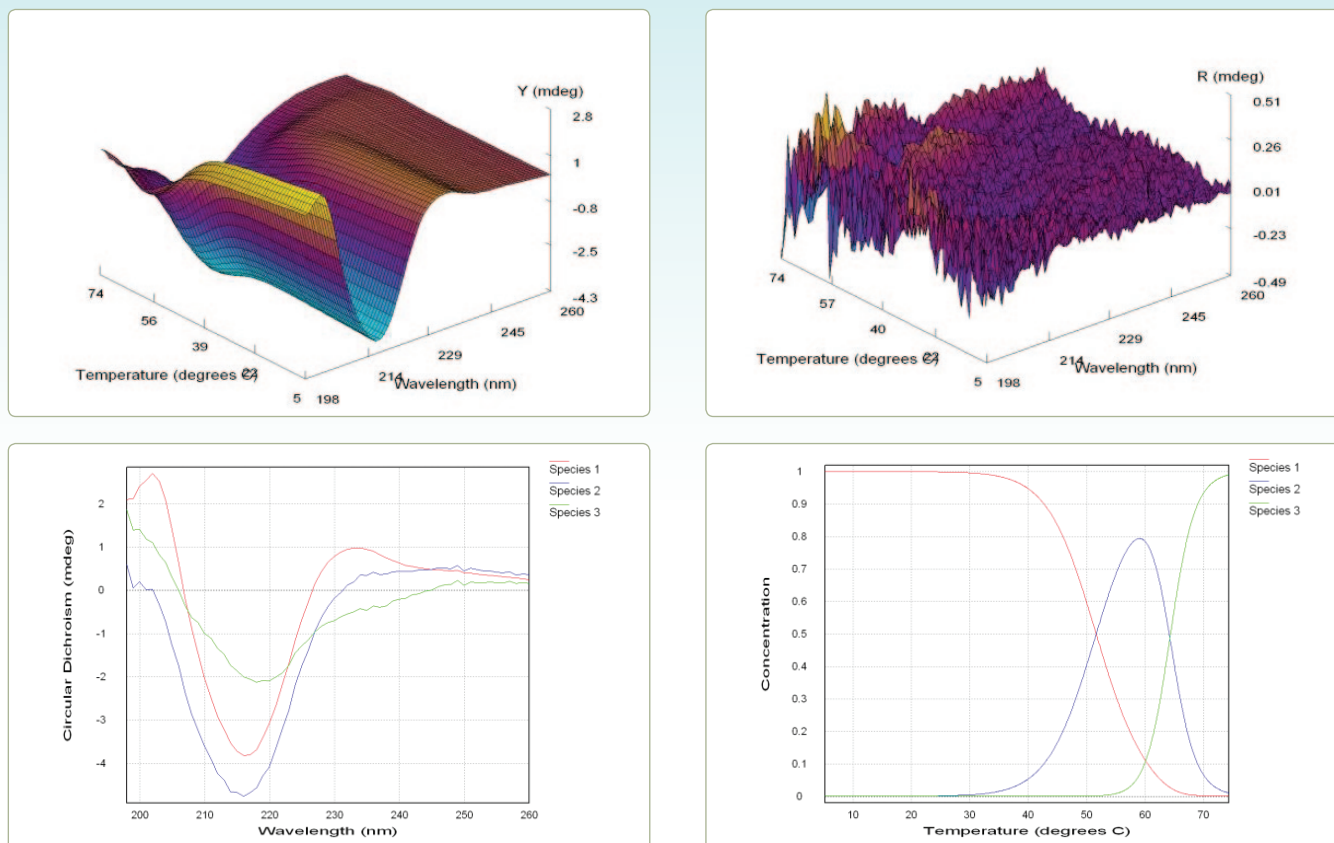 Y (mdeg)
2.8
1
-0.8
-2.5
-4.3
260
245
229
214
198
Wavelength (nm)
74
56
39
22
5
Temperature (degrees C)
R (mdeg)
0.51
0.26
0.01
-0.23
-0.49
260
245
229
214
198
Wavelength (nm)
74
57
40
5
Temperature (degrees C)
Species 1
Species 2
Species 3
2
1
0
-1
-2
-3
-4
Circular Dichroism (mdeg)
200 210 220 230 240 250 260
Wavelength (nm)
Species 1
Species 2
Species 3
1
0.9
0.8
0.7
0.6
0.5
0.4
0.3
0.2
0.1
0
Concentration
10 20 30 40 50 60 70
Temperature (degrees C)